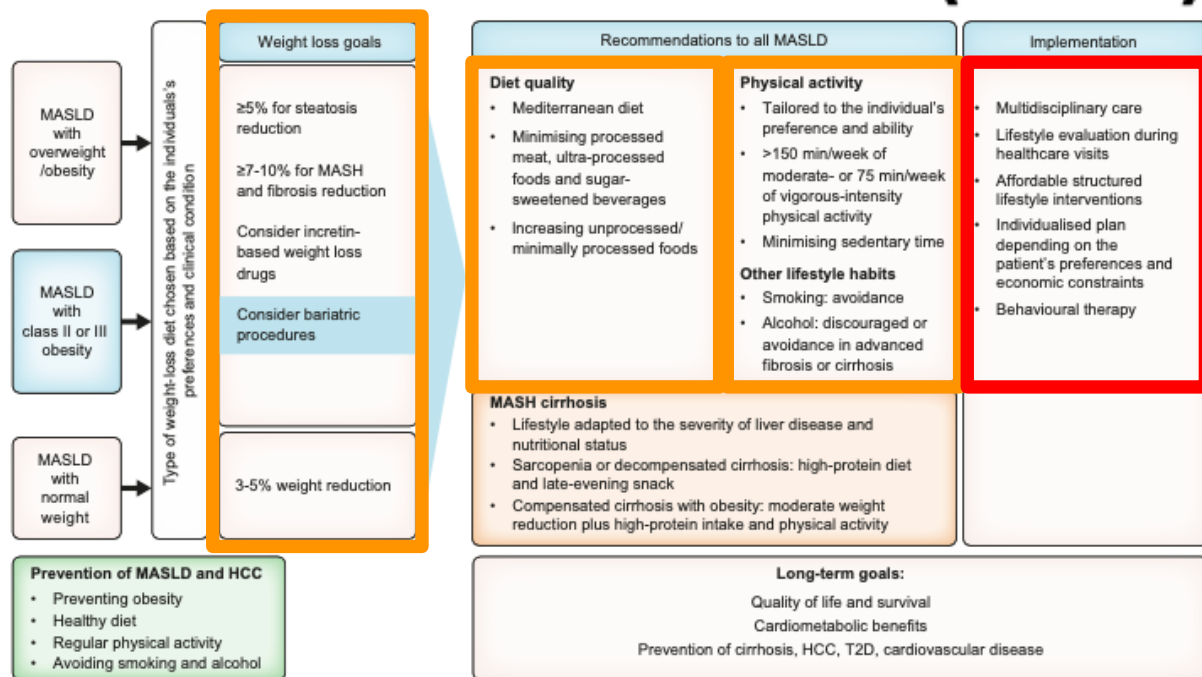 Weight loss goals
Recommendations to all MASLD
Implementation
MASLD
with
overweight
/obesity
MASLD
with
class II or III
obesity
MASLD
with
normal
weight
Type of weight-loss diet chosen based on the individuals's
preferences and clinical condition
≥5% for steatosis
reduction
≥7-10% for MASH
and fibrosis reduction
Consider incretin-
based weight loss
drugs
Consider bariatric
procedures
3-5% weight reduction
Diet quality
• Mediterranean diet
• Minimising processed
meat, ultra-processed
foods and sugar-
sweetened beverages
• Increasing unprocessed/
minimally processed foods
Physical activity
• Tailored to the individual's
preference and ability
• >150 min/week of
moderate- or 75 min/week
of vigorous-intensity
physical activity
• Minimising sedentary time
Other lifestyle habits
• Smoking: avoidance
• Alcohol: discouraged or
avoidance in advanced
fibrosis or cirrhosis
• Multidisciplinary care
• Lifestyle evaluation during
healthcare visits
• Affordable structured
lifestyle interventions
• Individualised plan
depending on the
patient's preferences and
economic constraints
• Behavioural therapy
MASH cirrhosis
• Lifestyle adapted to the severity of liver disease and
nutritional status
• Sarcopenia or decompensated cirrhosis: high-protein diet
and late-evening snack
• Compensated cirrhosis with obesity: moderate weight
reduction plus high-protein intake and physical activity
Prevention of MASLD and HCC
• Preventing obesity
• Healthy diet
• Regular physical activity
• Avoiding smoking and alcohol
Long-term goals:
Quality of life and survival
Cardiometabolic benefits
Prevention of cirrhosis, HCC, T2D, cardiovascular disease